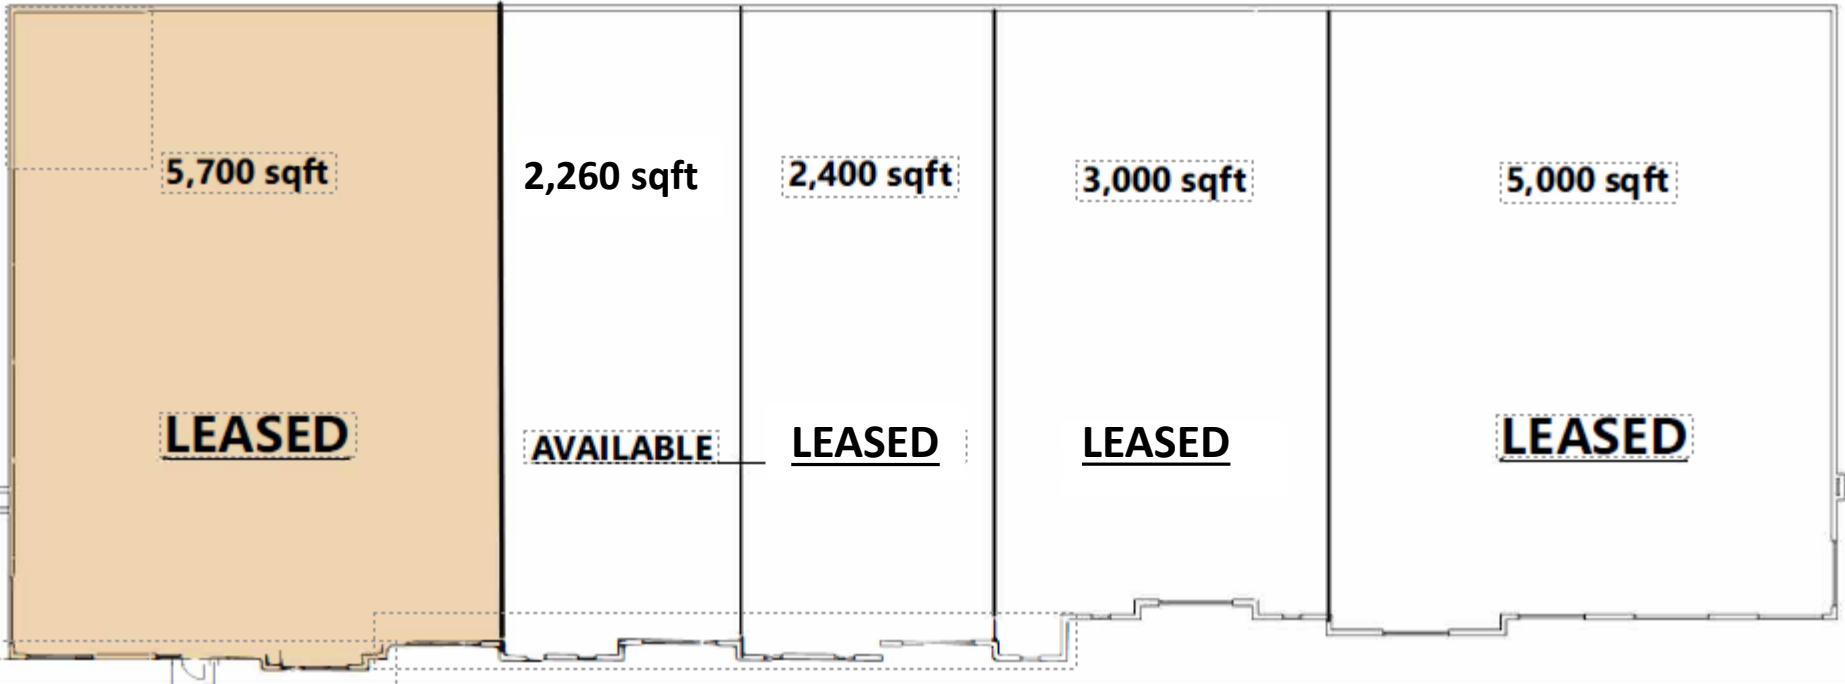 5,700 sqft
2,260 sqft
2,400 sqft
3,000 sqft
5,000 sqft
LEASED
AVAILABLE
LEASED
LEASED
LEASED